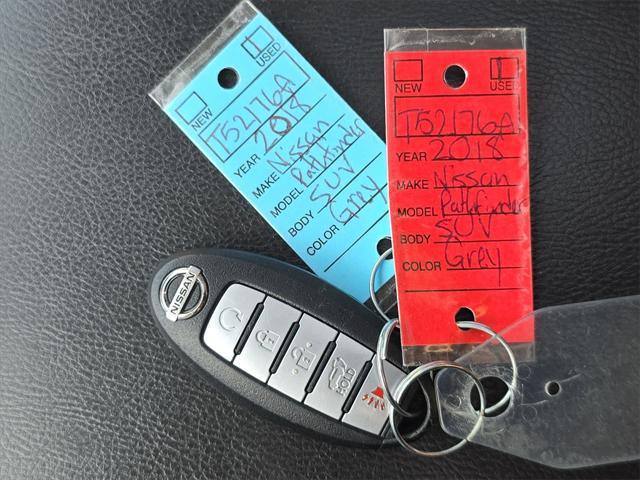 USED
NEW
T52176A
YEAR 2018
MAKE Nissan
MODEL Pathfinder
BODY SUV
COLOR Grey
NEW USED
T52176A
YEAR 2018
MAKE Nissan
MODEL Pathfinder
BODY SUV
COLOR Grey
NISSAN
HOLD